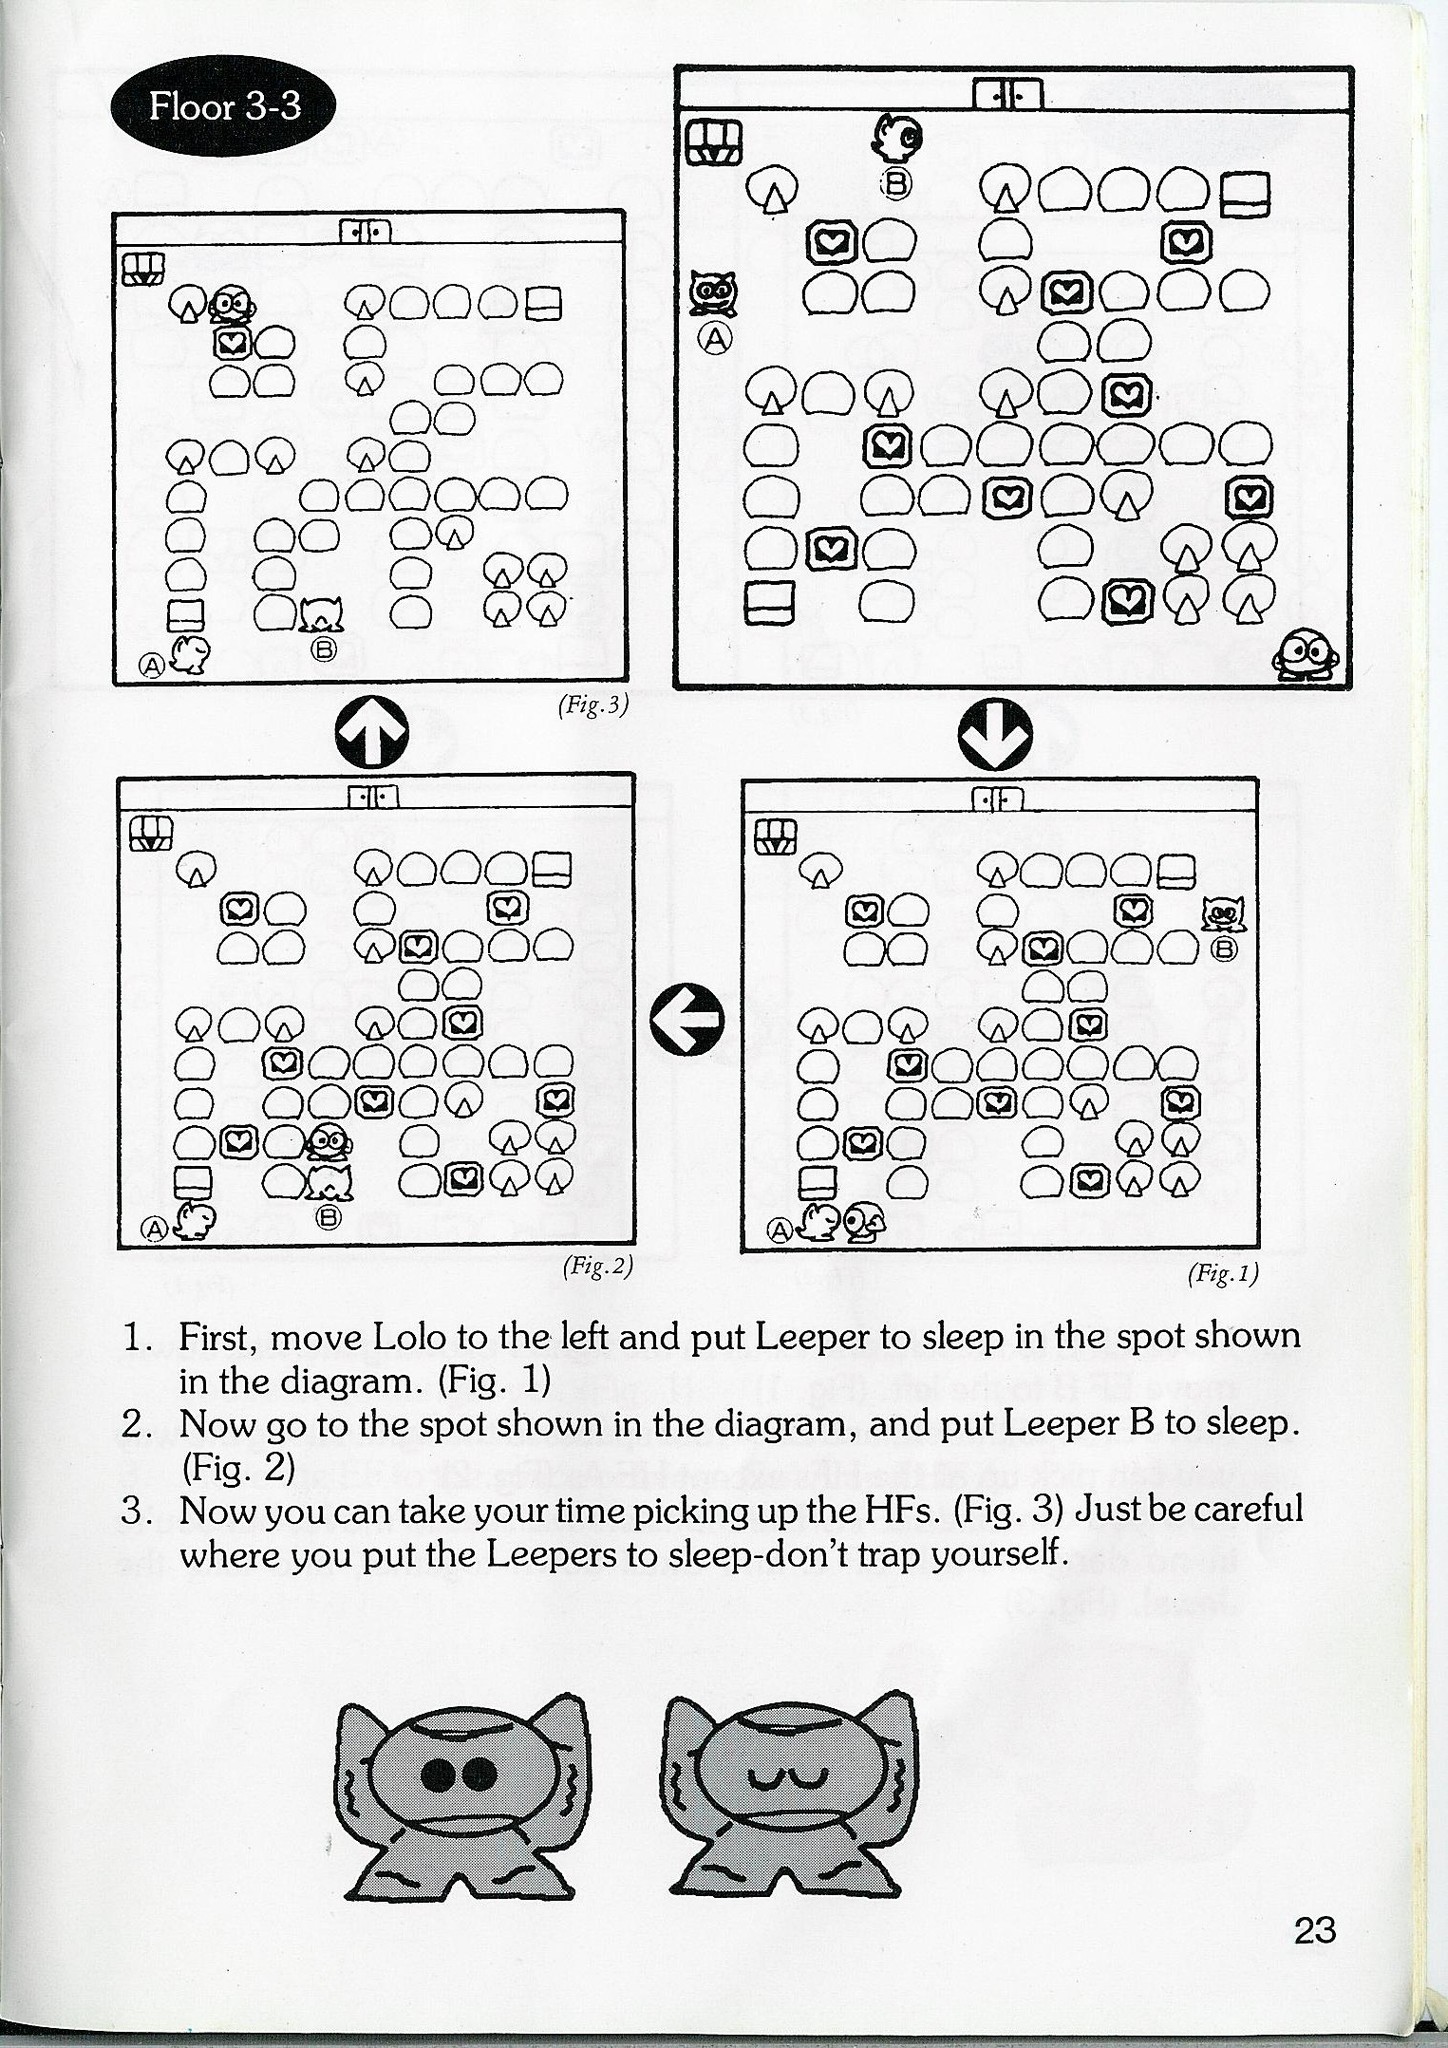 Floor 3-3
B
A
A
B
(Fig.3)
B
A
B
(Fig.2)
A
(Fig.1)
1. First, move Lolo to the left and put Leeper to sleep in the spot shown
in the diagram. (Fig. 1)
2. Now go to the spot shown in the diagram, and put Leeper B to sleep.
(Fig. 2)
3. Now you can take your time picking up the HFs. (Fig. 3) Just be careful
where you put the Leepers to sleep-don't trap yourself.
23